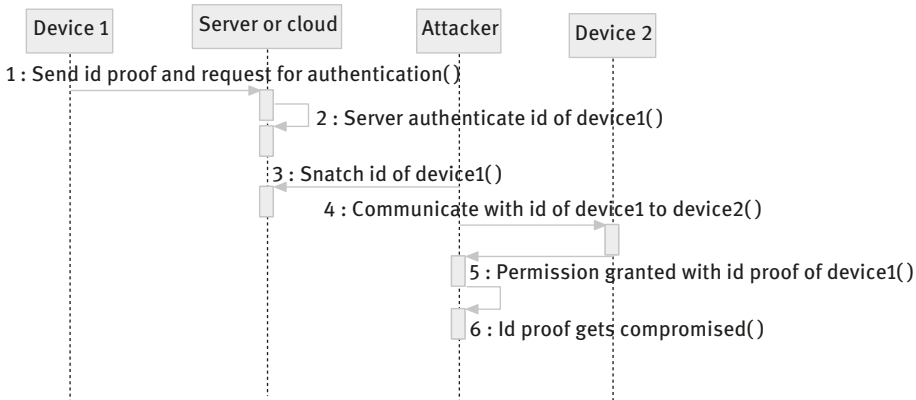 Device 1
Server or cloud
Attacker
Device 2
1 : Send id proof and request for authentication()
2 : Server authenticate id of device1()
3 : Snatch id of device1()
4 : Communicate with id of device1 to device2()
5 : Permission granted with id proof of device1()
6 : Id proof gets compromised()